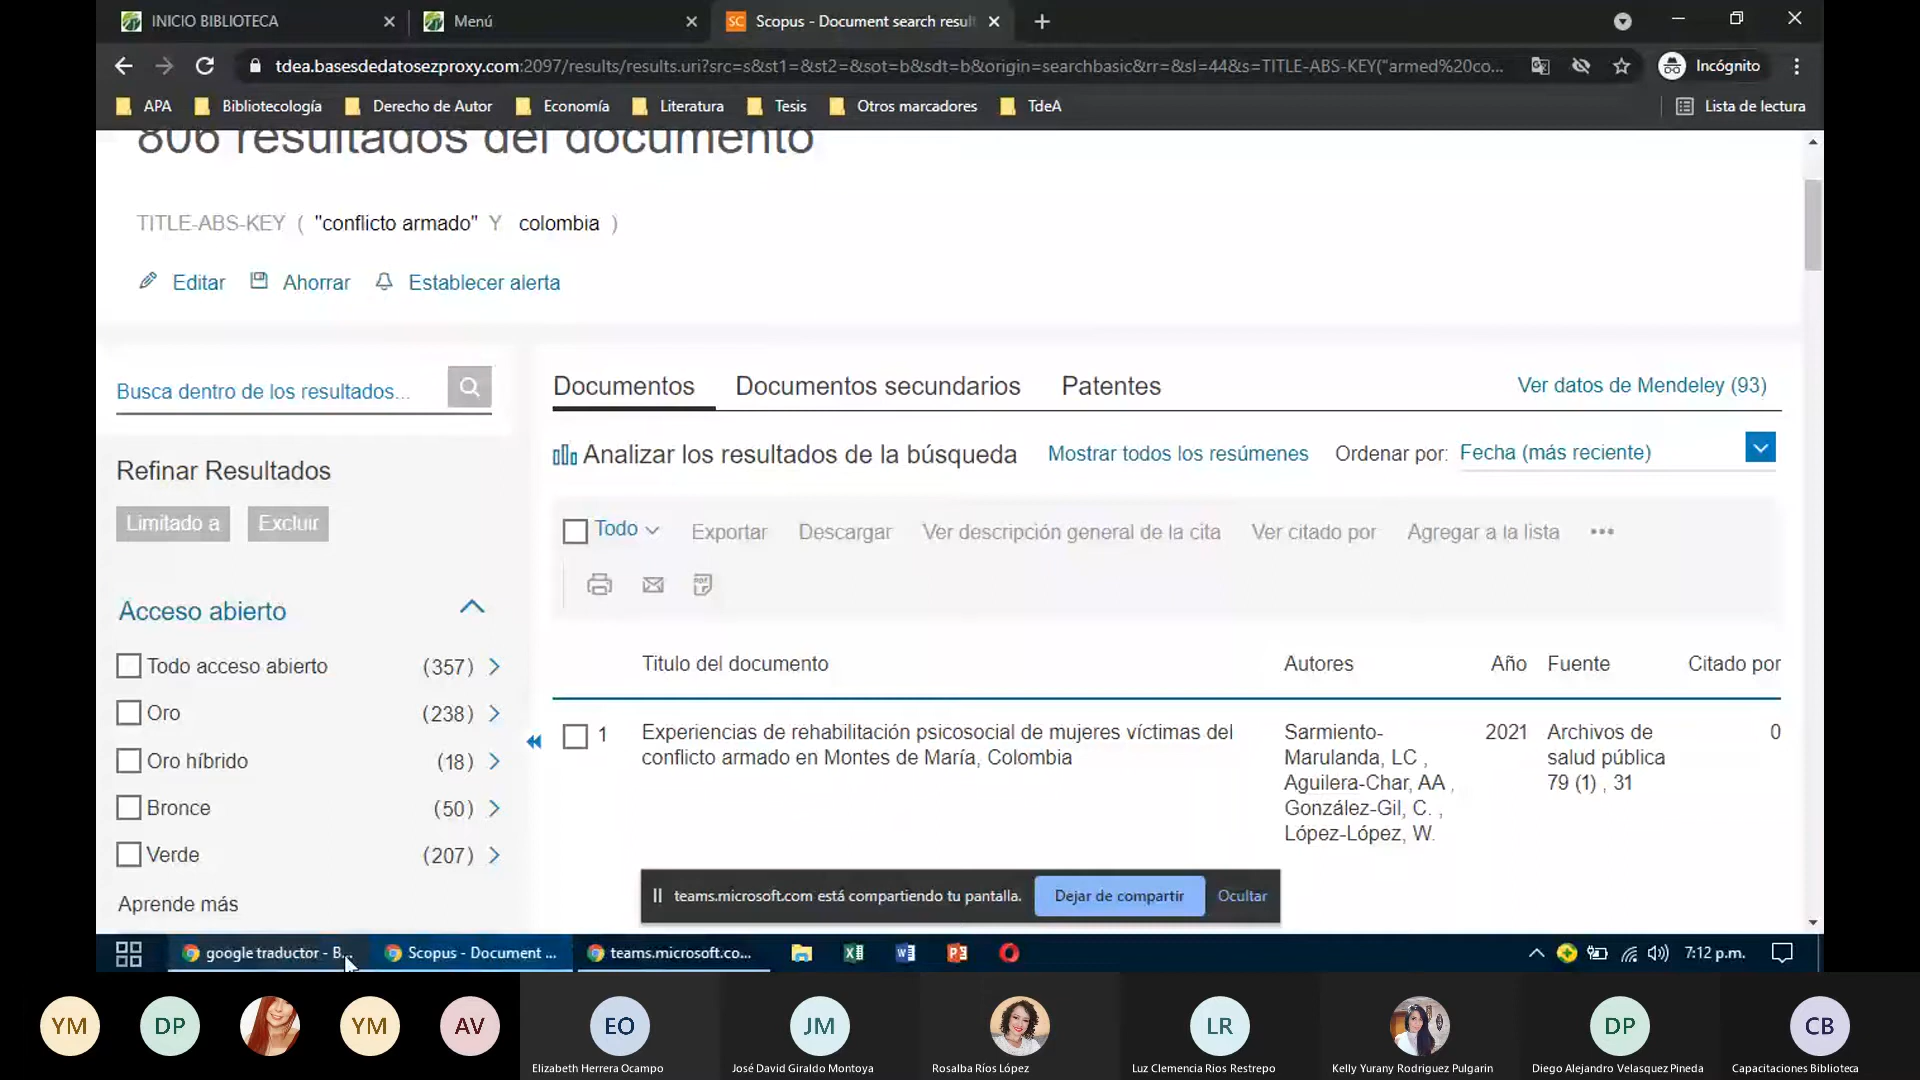 INICIO BIBLIOTECA
Menú
SC Scopus - Document search resul
tdea.basesdedatosezproxy.com:2097/results/results.uri?src=s&st1=&st2=&sot=b&sdt=b&origin=searchbasic&rr=&sl=44&s=TITLE-ABS-KEY("armed%20co...
Incógnito
APA Bibliotecología Derecho de Autor Economía Literatura Tesis Otros marcadores TdeA Lista de lectura
806 resultados del documento
TITLE-ABS-KEY ( "conflicto armado" Y colombia )
Editar Ahorrar Establecer alerta
Busca dentro de los resultados...
Documentos Documentos secundarios Patentes Ver datos de Mendeley (93)
Analizar los resultados de la búsqueda Mostrar todos los resúmenes Ordenar por: Fecha (más reciente)
Refinar Resultados
Limitado a Excluir
Todo Exportar Descargar Ver descripción general de la cita Ver citado por Agregar a la lista •••
PDF
Acceso abierto
Todo acceso abierto (357)
Oro (238)
Oro híbrido (18)
Bronce (50)
Verde (207)
Aprende más
Titulo del documento Autores Año Fuente Citado por
1 Experiencias de rehabilitación psicosocial de mujeres víctimas del
conflicto armado en Montes de María, Colombia
Sarmiento-
Marulanda, LC ,
Aguilera-Char, AA ,
González-Gil, C. ,
López-López, W.
2021
Archivos de
salud pública
79 (1) , 31
0
teams.microsoft.com está compartiendo tu pantalla. Dejar de compartir Ocultar
google traductor - B... Scopus - Document ... teams.microsoft.co... 7:12 p.m.
YM DP YM AV EO JM LR DP CB
Elizabeth Herrera Ocampo José David Giraldo Montoya Rosalba Ríos López Luz Clemencia Rios Restrepo Kelly Yurany Rodriguez Pulgarin Diego Alejandro Velasquez Pineda Capacitaciones Biblioteca